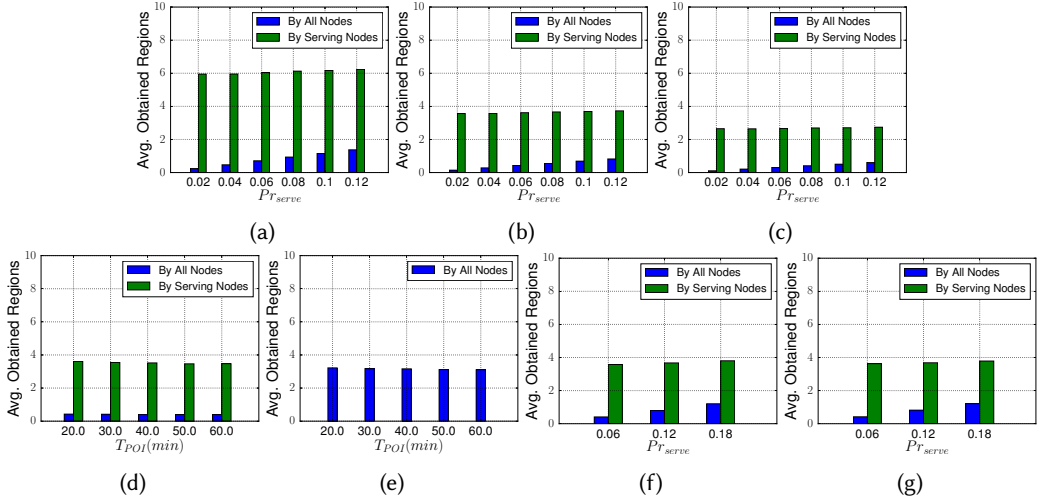 10
8
6
4
2
0
Avg. Obtained Regions
By All Nodes
By Serving Nodes
0.02 0.04 0.06 0.08 0.1 0.12
Pr_serve
(a)
10
8
6
4
2
0
Avg. Obtained Regions
By All Nodes
By Serving Nodes
0.02 0.04 0.06 0.08 0.1 0.12
Pr_serve
(b)
10
8
6
4
2
0
Avg. Obtained Regions
By All Nodes
By Serving Nodes
0.02 0.04 0.06 0.08 0.1 0.12
Pr_serve
(c)
10
8
6
4
2
0
Avg. Obtained Regions
By All Nodes
By Serving Nodes
20.0 30.0 40.0 50.0 60.0
T_POI(min)
(d)
10
8
6
4
2
0
Avg. Obtained Regions
By All Nodes
20.0 30.0 40.0 50.0 60.0
T_POI(min)
(e)
10
8
6
4
2
0
Avg. Obtained Regions
By All Nodes
By Serving Nodes
0.06 0.12 0.18
Pr_serve
(f)
10
8
6
4
2
0
Avg. Obtained Regions
By All Nodes
By Serving Nodes
0.06 0.12 0.18
Pr_serve
(g)